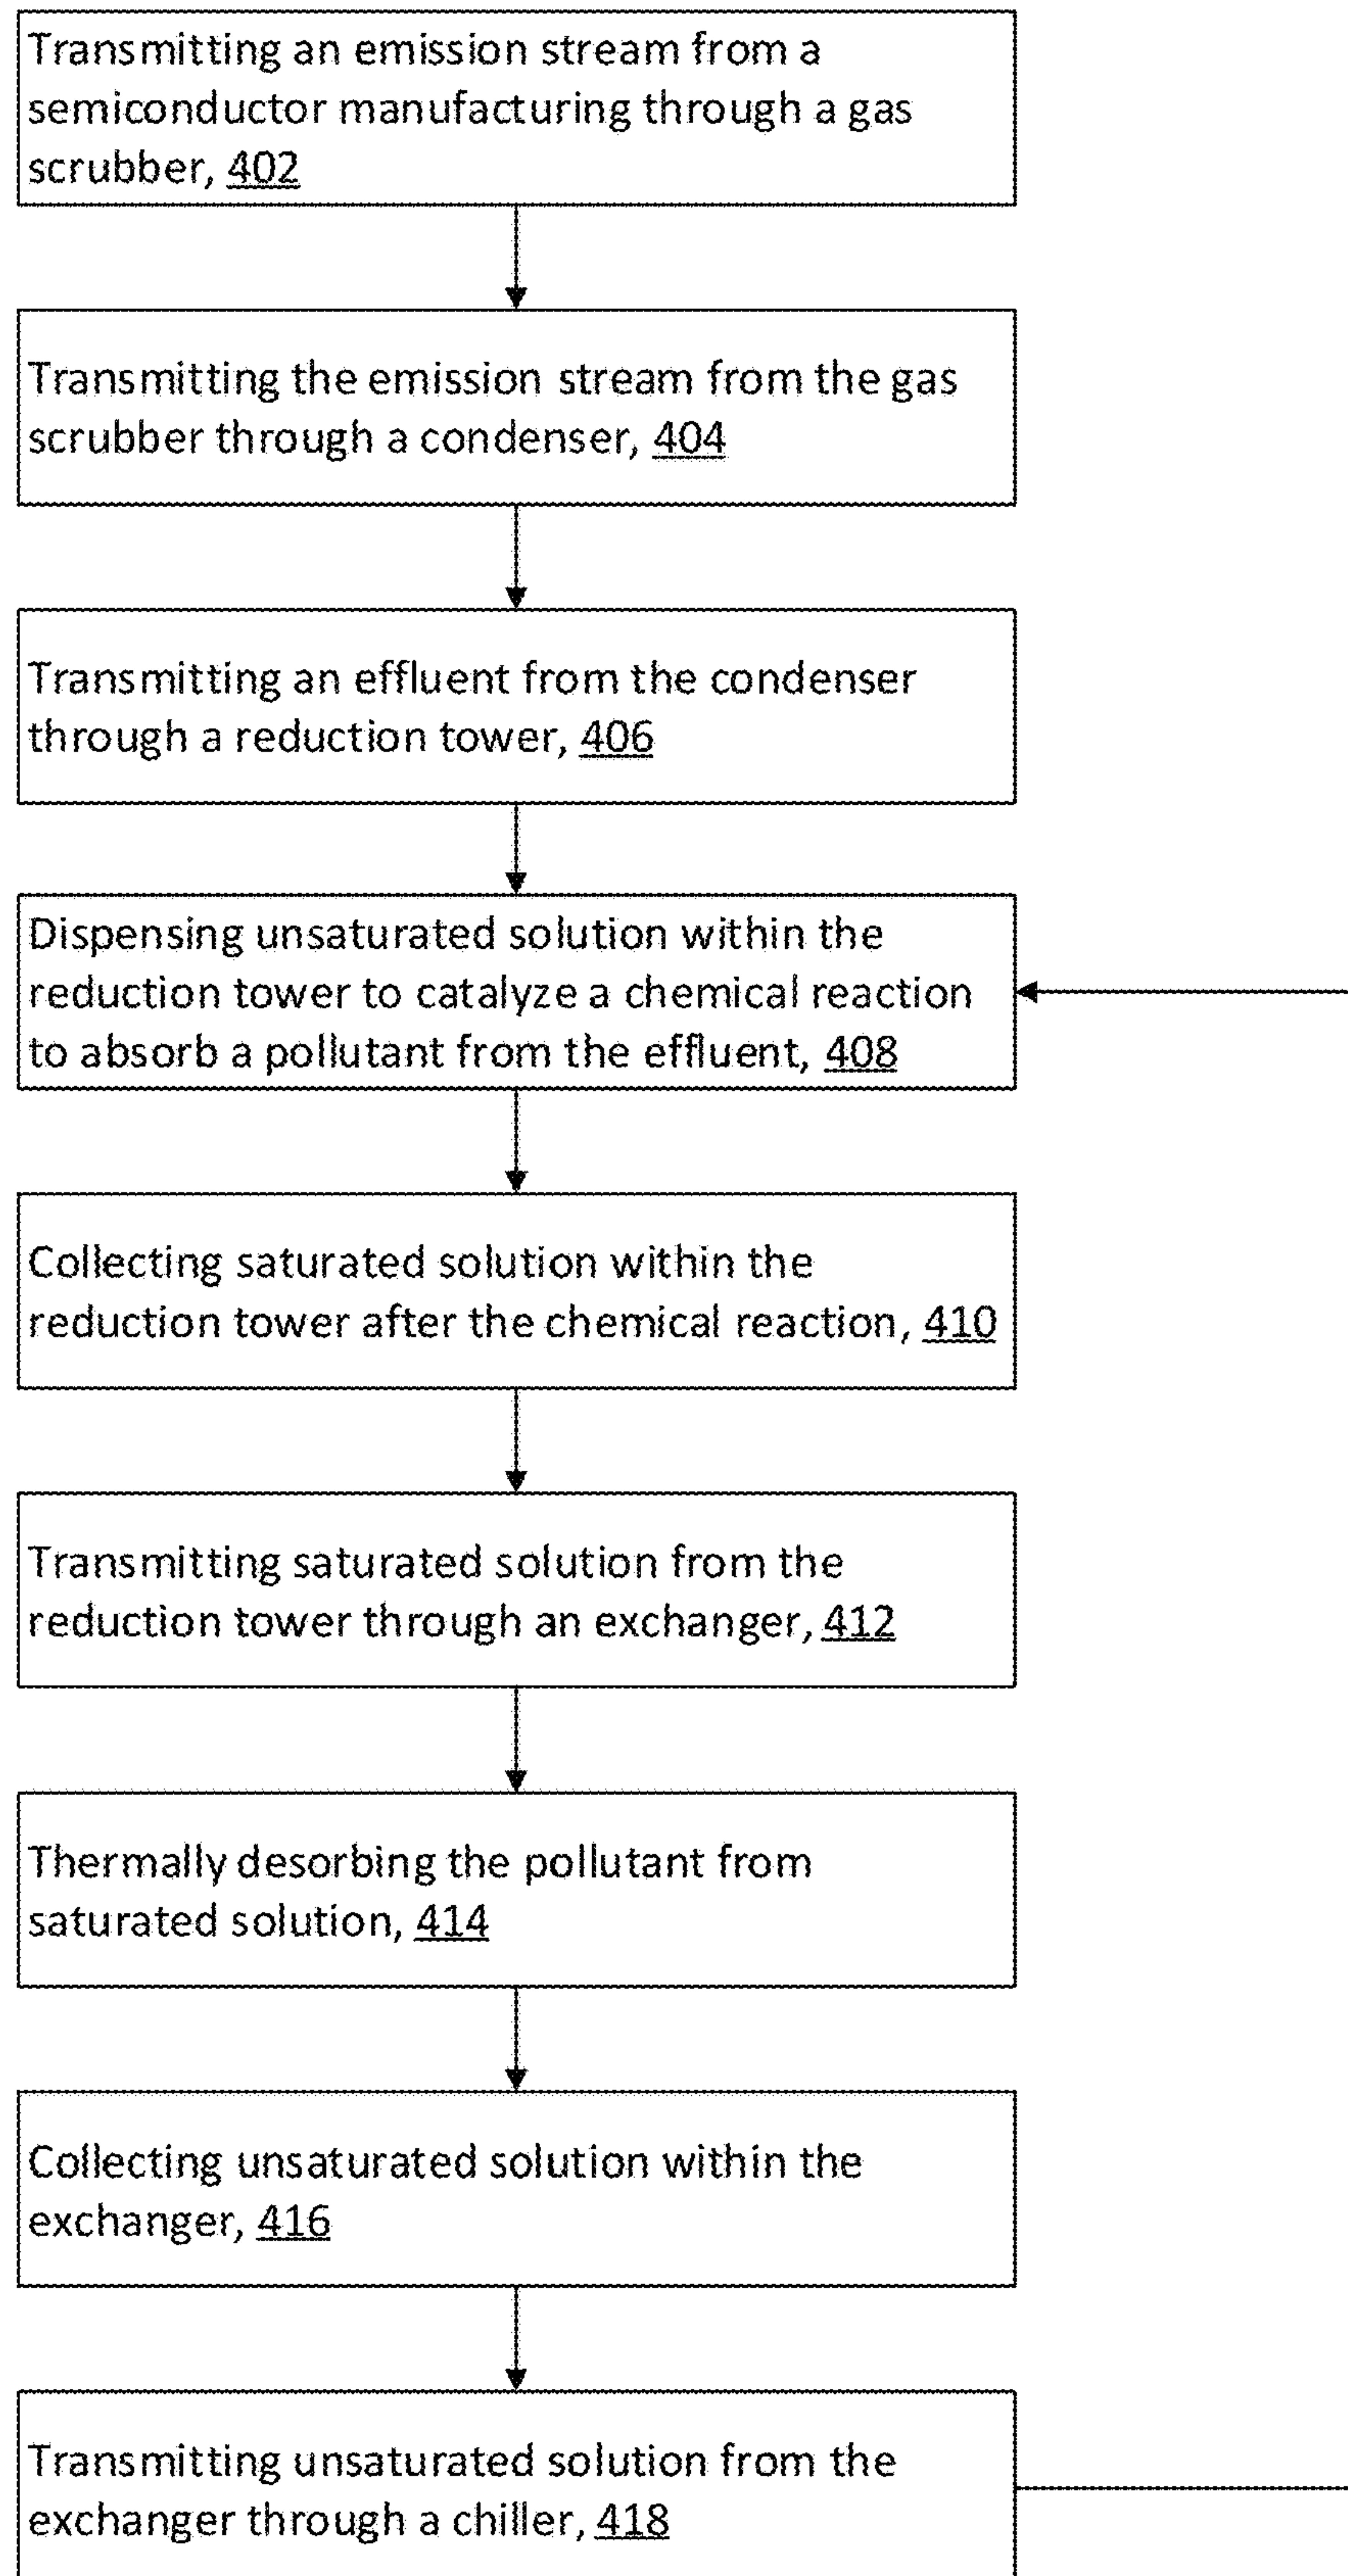 Transmitting an emission stream from a
semiconductor manufacturing through a gas
scrubber, 402
Transmitting the emission stream from the gas
scrubber through a condenser, 404
Transmitting an effluent from the condenser
through a reduction tower, 406
Dispensing unsaturated solution within the
reduction tower to catalyze a chemical reaction
to absorb a pollutant from the effluent, 408
Collecting saturated solution within the
reduction tower after the chemical reaction, 410
Transmitting saturated solution from the
reduction tower through an exchanger, 412
Thermally desorbing the pollutant from
saturated solution, 414
Collecting unsaturated solution within the
exchanger, 416
Transmitting unsaturated solution from the
exchanger through a chiller, 418